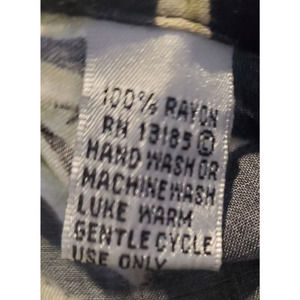 100% RAYON
RN 13185 ©
HAND WASH OR
MACHINE WASH
LUKE WARM
GENTLE CYCLE
USE ONLY